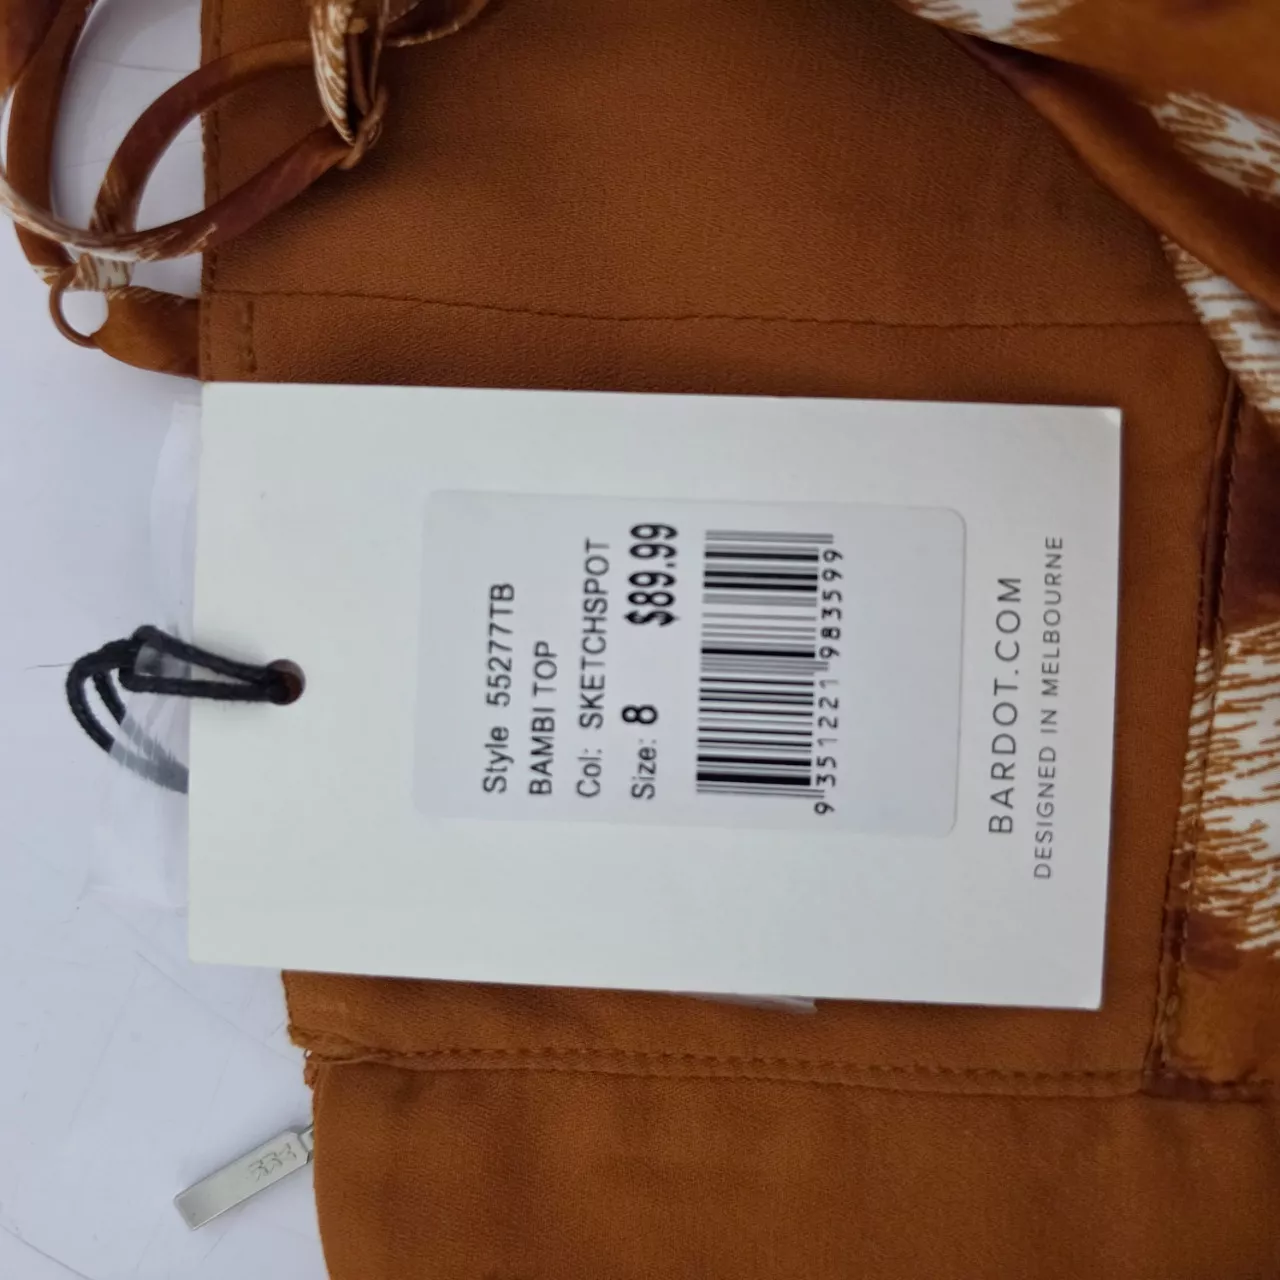 Style 55277TB
BAMBI TOP
Col: SKETCHSPOT
Size: 8 $89.99
9 351221 983599
BARDOT.COM
DESIGNED IN MELBOURNE